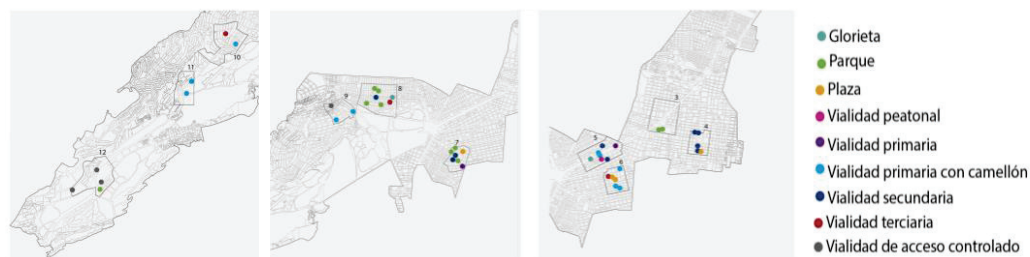 11
10
12
9
8
7
3
4
5
6
Glorieta
Parque
Plaza
Vialidad peatonal
Vialidad primaria
Vialidad primaria con camellón
Vialidad secundaria
Vialidad terciaria
Vialidad de acceso controlado